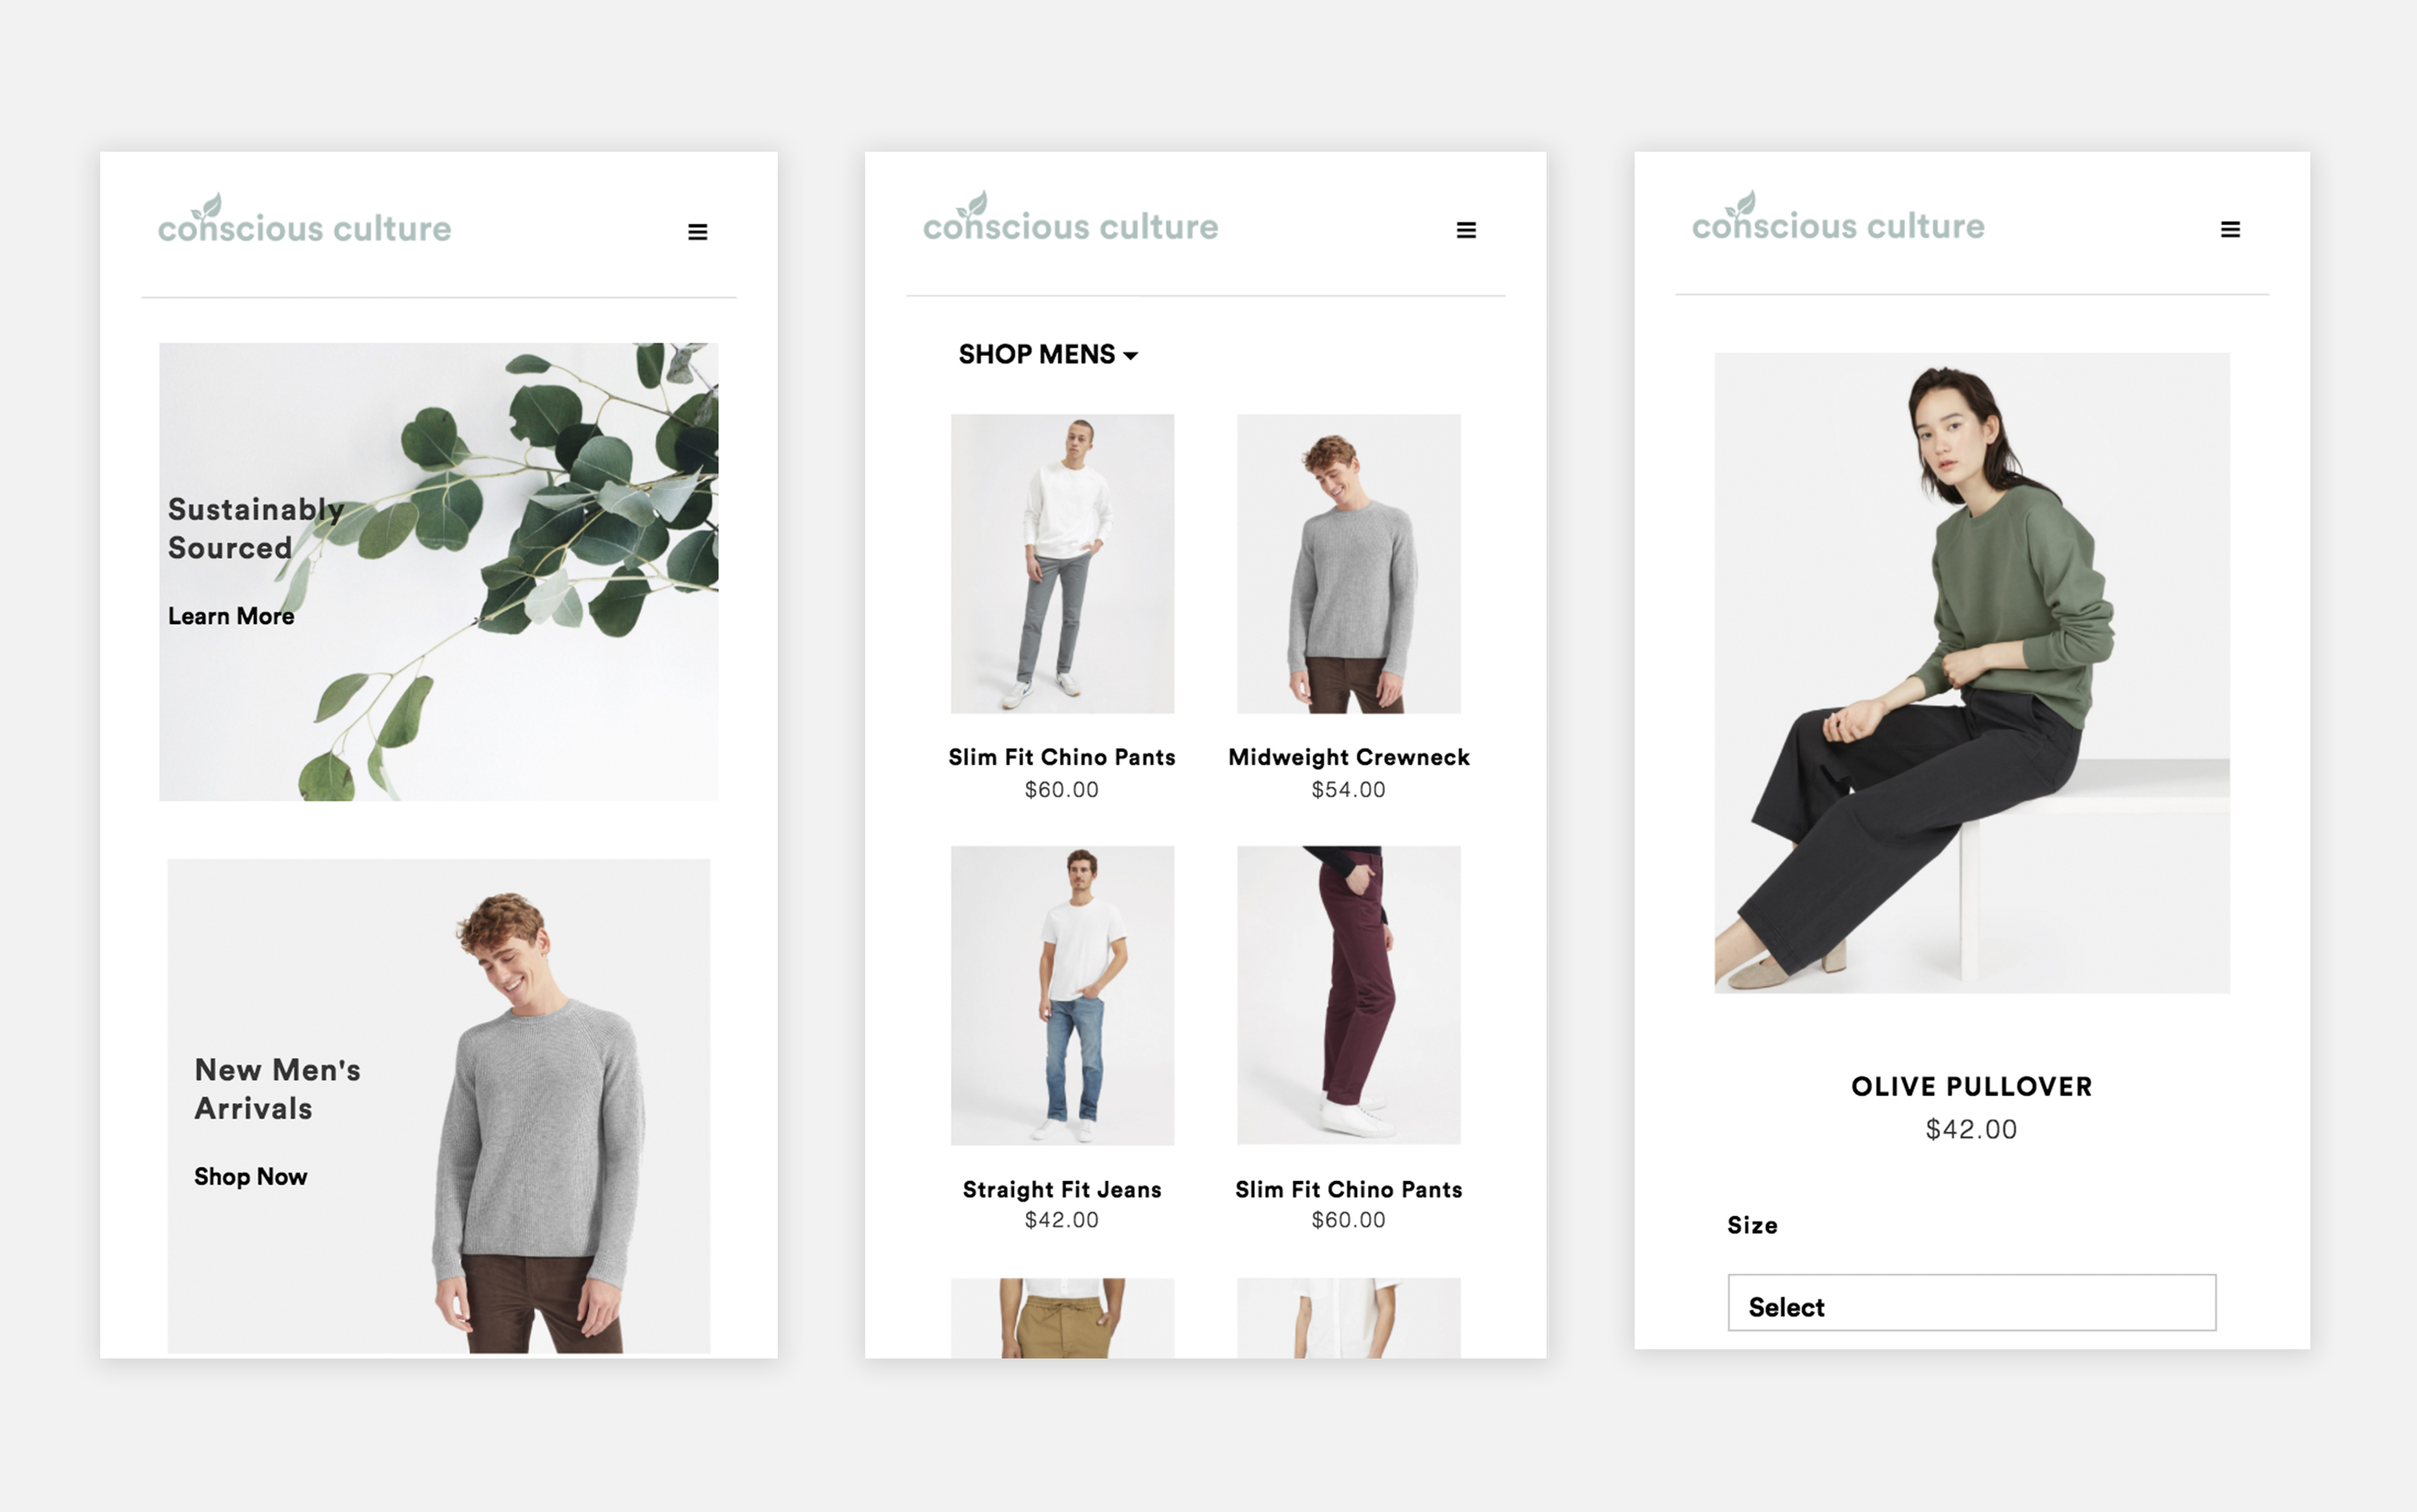 conscious culture
Sustainably
Sourced
Learn More
New Men's
Arrivals
Shop Now
conscious culture
SHOP MENS
Slim Fit Chino Pants
$60.00
Midweight Crewneck
$54.00
Straight Fit Jeans
$42.00
Slim Fit Chino Pants
$60.00
conscious culture
OLIVE PULLOVER
$42.00
Size
Select